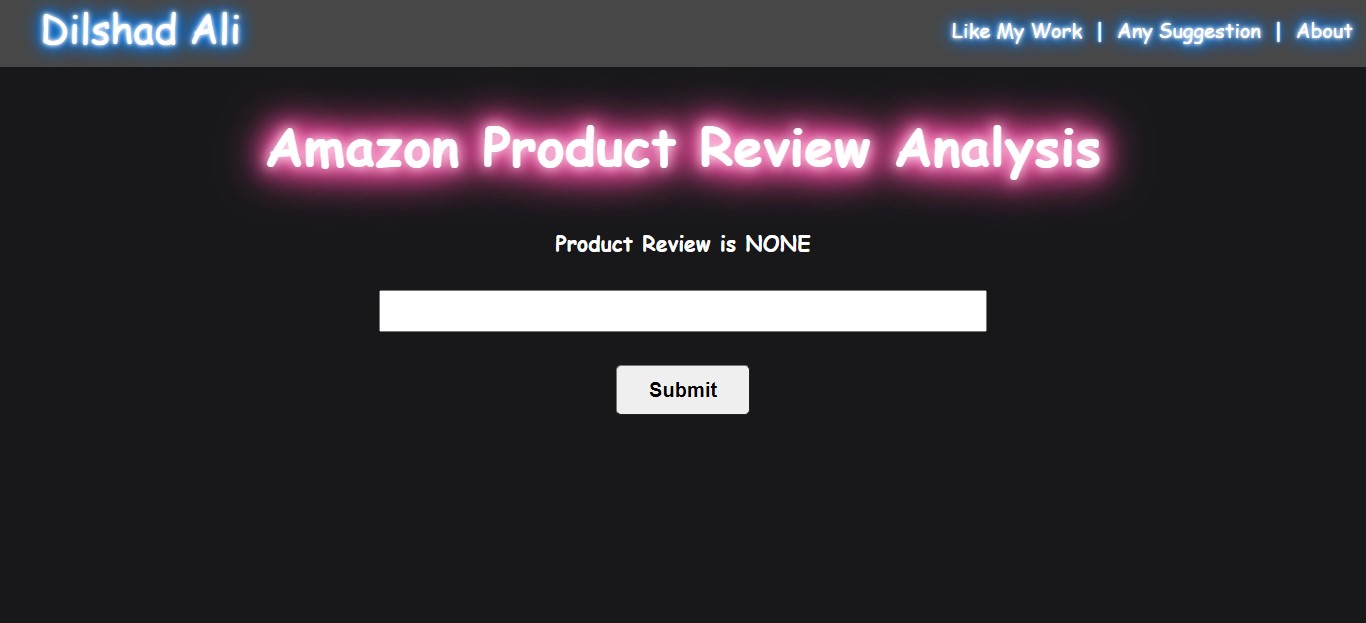 Dilshad Ali
Like My Work | Any Suggestion | About
Amazon Product Review Analysis
Product Review is NONE
Submit